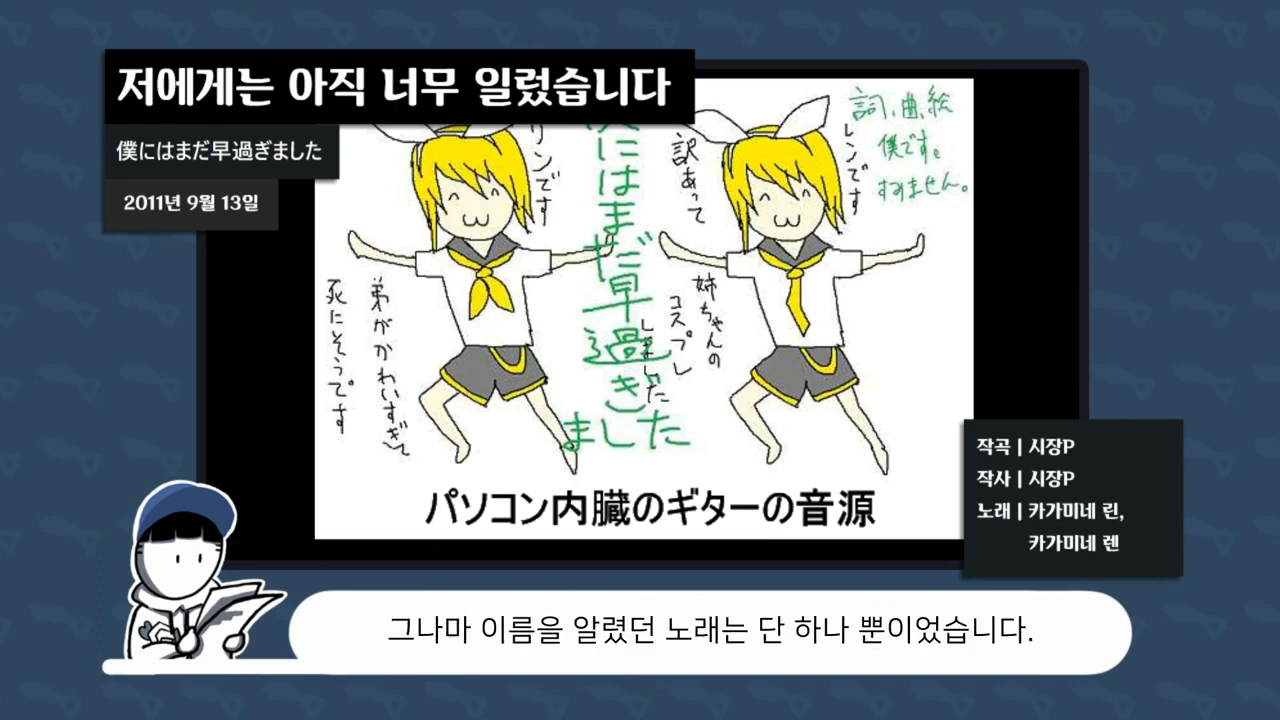 저에게는 아직 너무 일렀습니다
僕にはまだ早過ぎました
2011년 9월 13일
リンです
弟がかわいすぎて
死にそうです
にはまだ早過ぎました
詞、曲、絵
僕です。
すみません。
レンです
訳あって
姉ちゃんの
コスプレ
しました
パソコン内臓のギターの音源
작곡 | 시장P
작사 | 시장P
노래 | 카가미네 린,
카가미네 렌
그나마 이름을 알렸던 노래는 단 하나 뿐이었습니다.